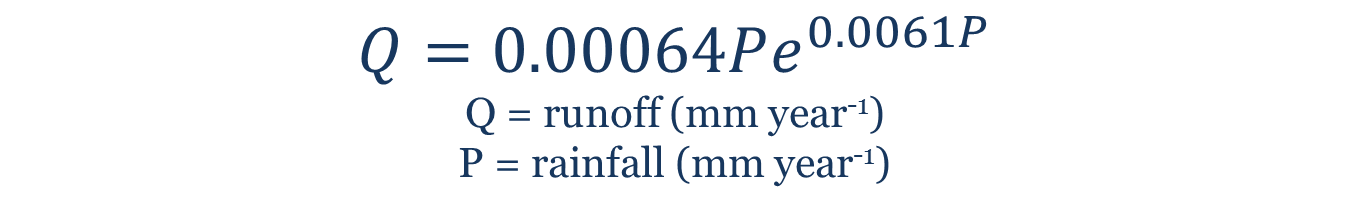 Q = 0.00064Pe^{0.0061P}
Q = runoff (mm year⁻¹)
P = rainfall (mm year⁻¹)